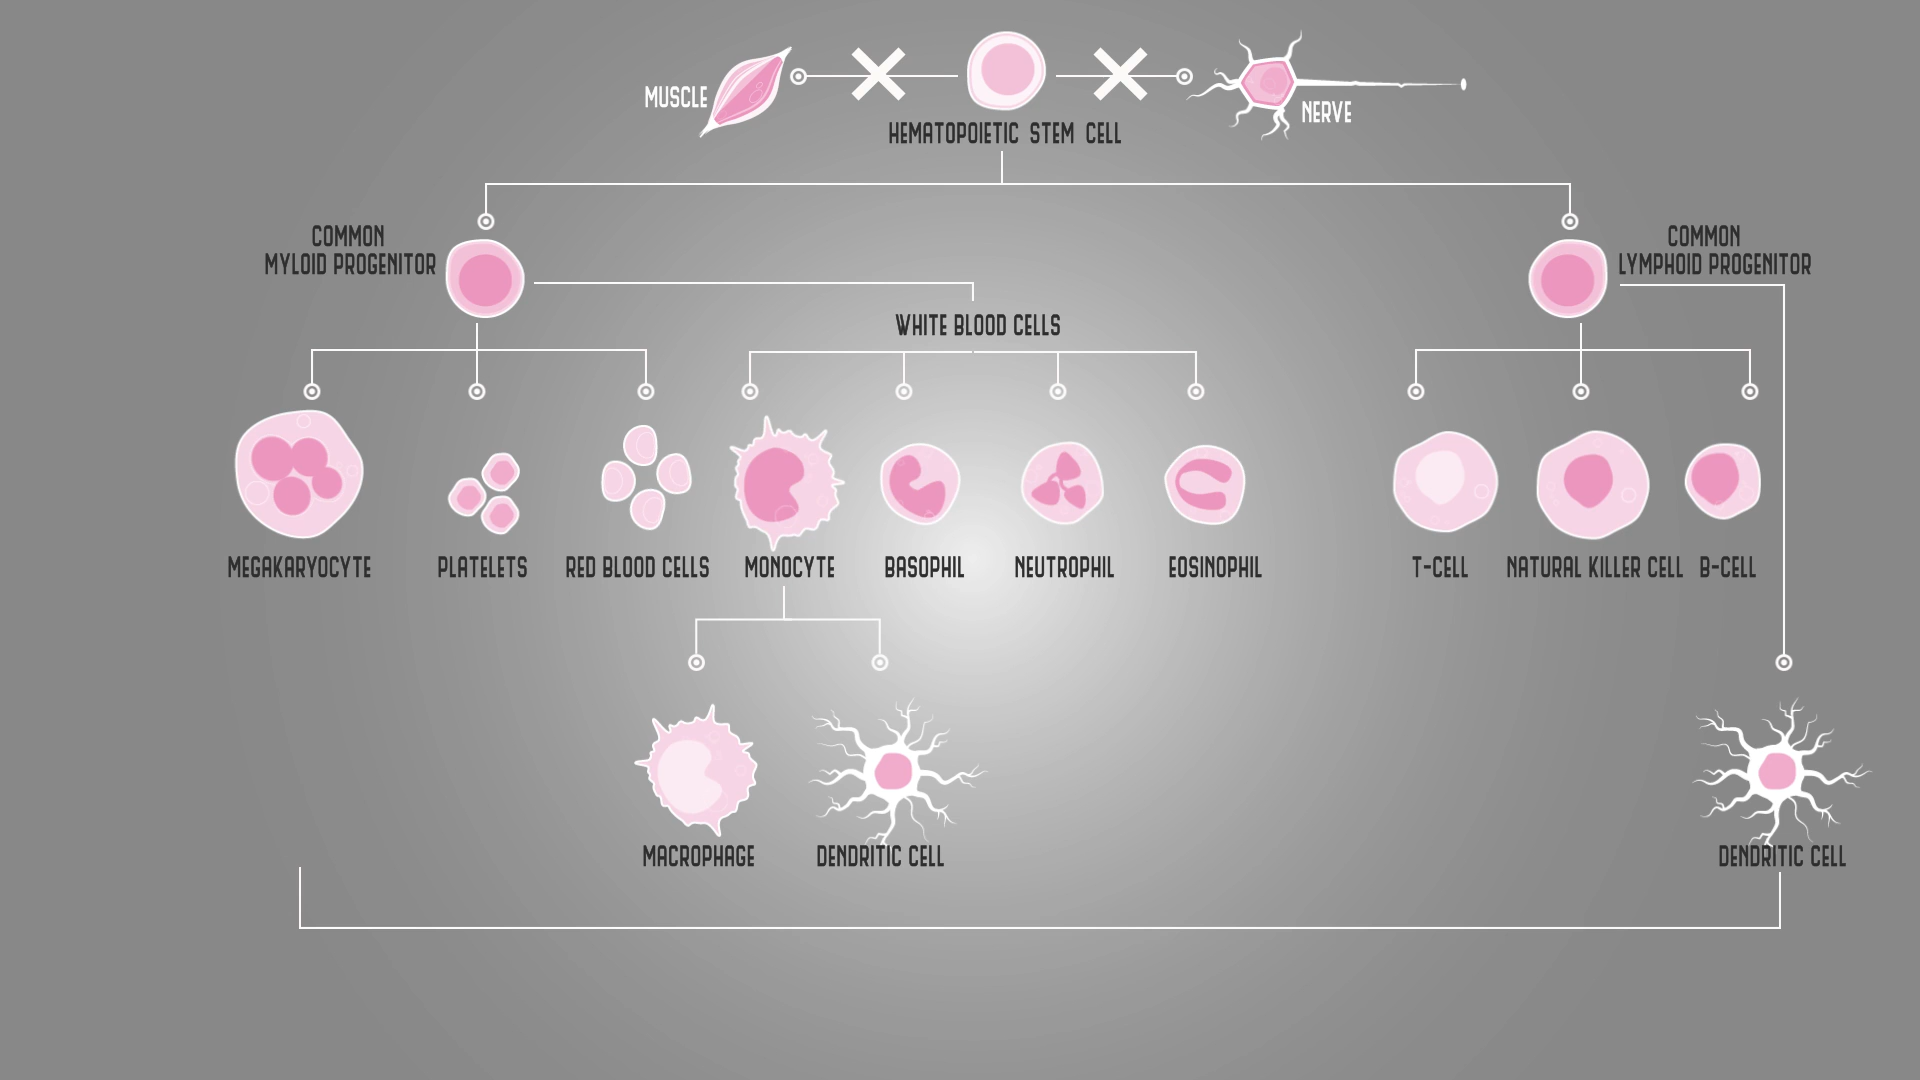 MUSCLE
NERVE
HEMATOPOIETIC STEM CELL
COMMON
MYLOID PROGENITOR
COMMON
LYMPHOID PROGENITOR
WHITE BLOOD CELLS
MEGAKARYOCYTE
PLATELETS
RED BLOOD CELLS
MONOCYTE
BASOPHIL
NEUTROPHIL
EOSINOPHIL
T-CELL
NATURAL KILLER CELL
B-CELL
MACROPHAGE
DENDRITIC CELL
DENDRITIC CELL